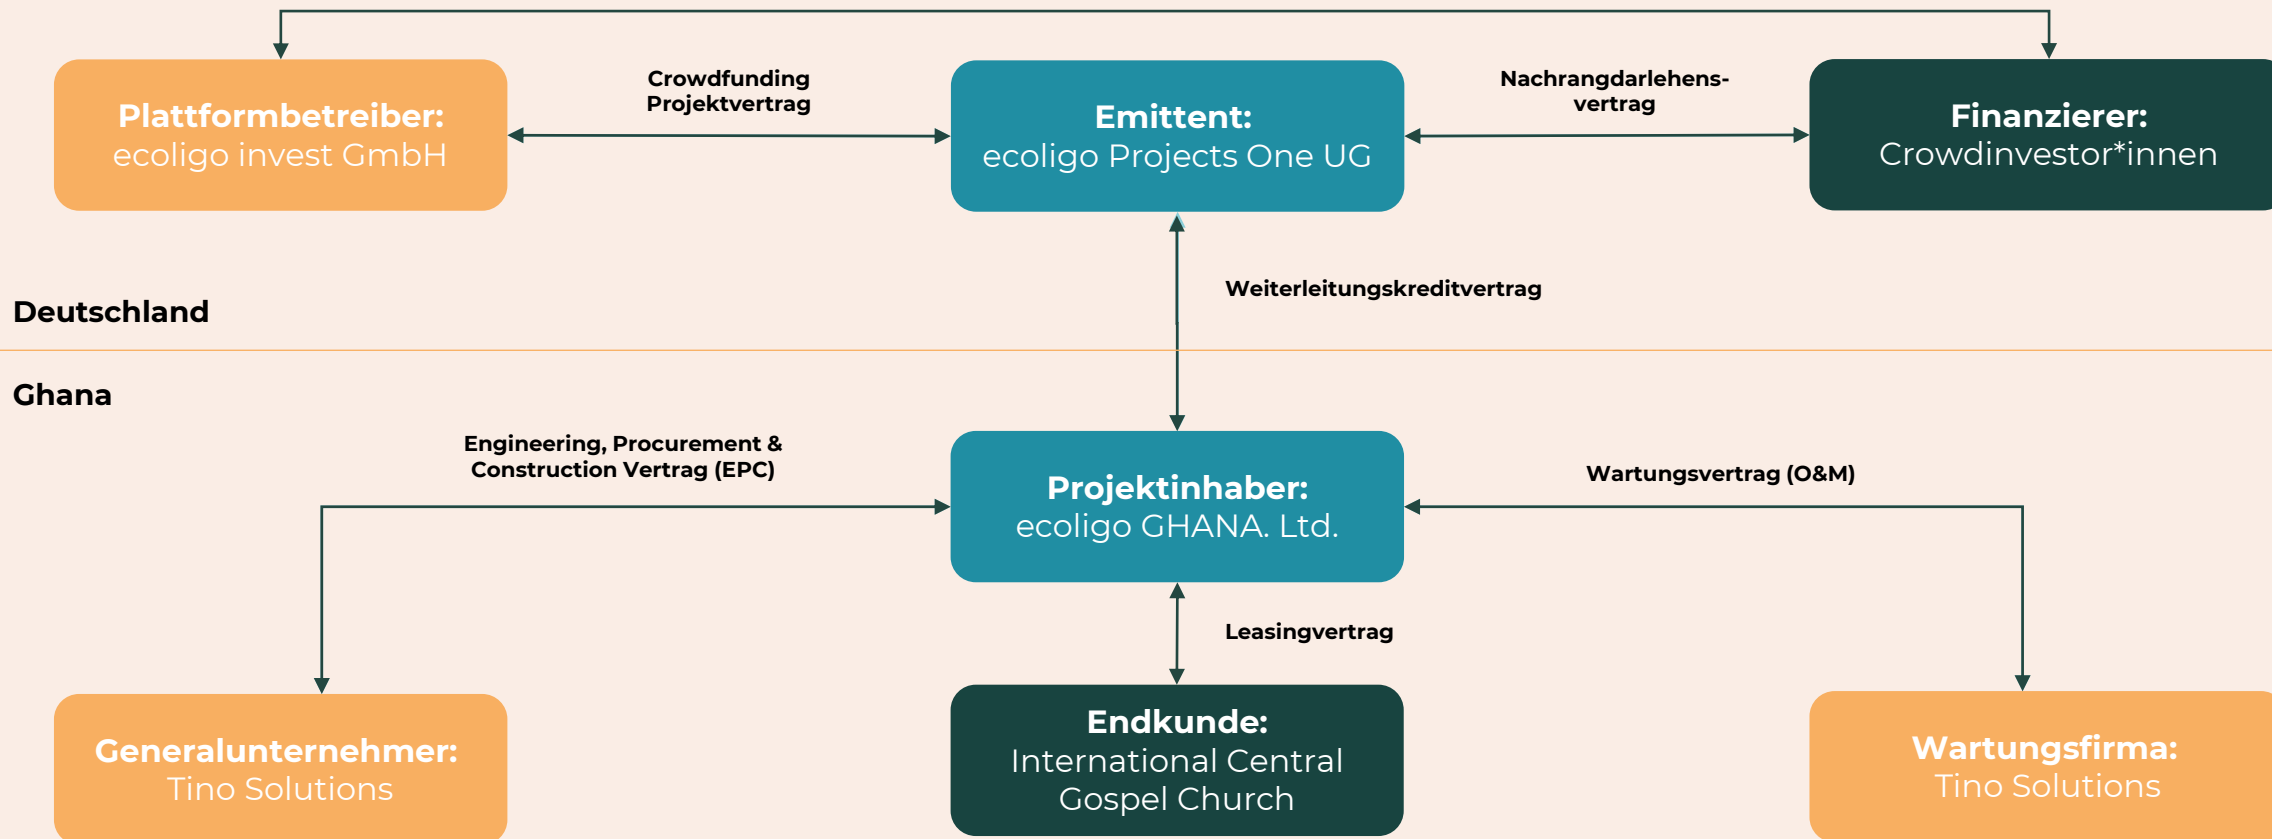 Crowdfunding
Projektvertrag
Nachrangdarlehens-
vertrag
Plattformbetreiber:
ecoligo invest GmbH
Emittent:
ecoligo Projects One UG
Finanzierer:
Crowdinvestor*innen
Weiterleitungskreditvertrag
Deutschland
Ghana
Engineering, Procurement &
Construction Vertrag (EPC)
Wartungsvertrag (O&M)
Projektinhaber:
ecoligo GHANA. Ltd.
Leasingvertrag
Generalunternehmer:
Tino Solutions
Endkunde:
International Central
Gospel Church
Wartungsfirma:
Tino Solutions